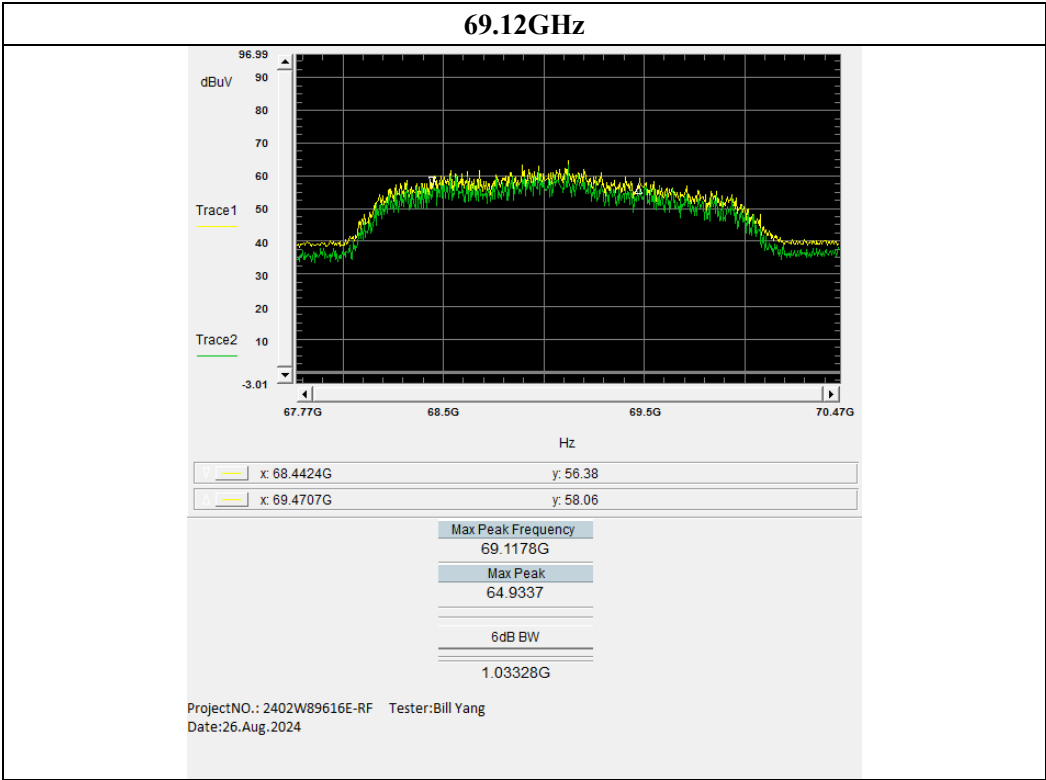 69.12GHz
96.99
dBuV
90
80
70
60
Trace1
50
40
30
20
Trace2
10
-3.01
67.77G 68.5G 69.5G 70.47G
Hz
x: 68.4424G y: 56.38
x: 69.4707G y: 58.06
Max Peak Frequency
69.1178G
Max Peak
64.9337
6dB BW
1.03328G
ProjectNO.: 2402W89616E-RF Tester:Bill Yang
Date:26.Aug.2024